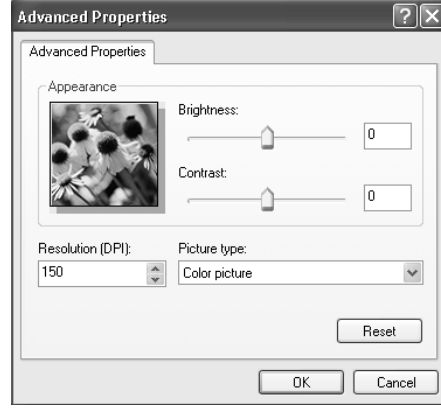 Advanced Properties
Advanced Properties
Appearance
Brightness:
0
Contrast:
0
Resolution (DPI):
Picture type:
150
Color picture
Reset
OK
Cancel